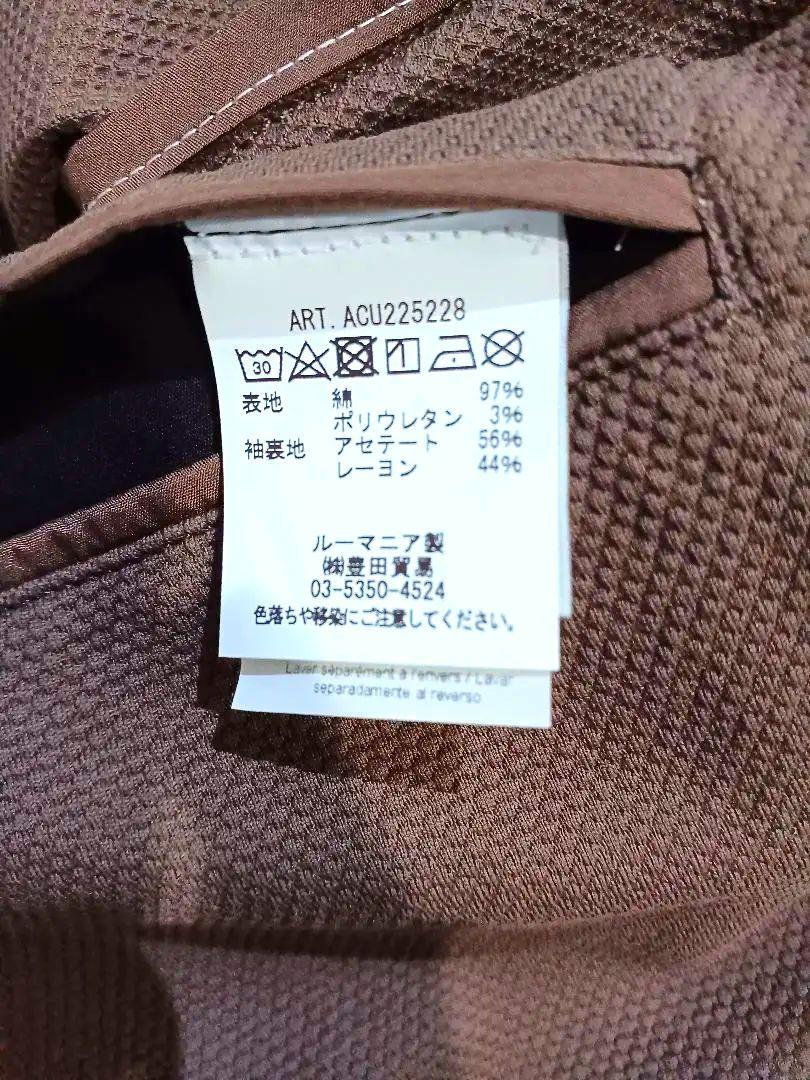 ART. ACU225228
30
表地 綿 97%
ポリウレタン 3%
袖裏地 アセテート 56%
レーヨン 44%
ルーマニア製
㈱豊田貿易
03-5350-4524
色落ちや移染にご注意してください。
Laver séparément à l'envers / Lavar
separadamente al reverso